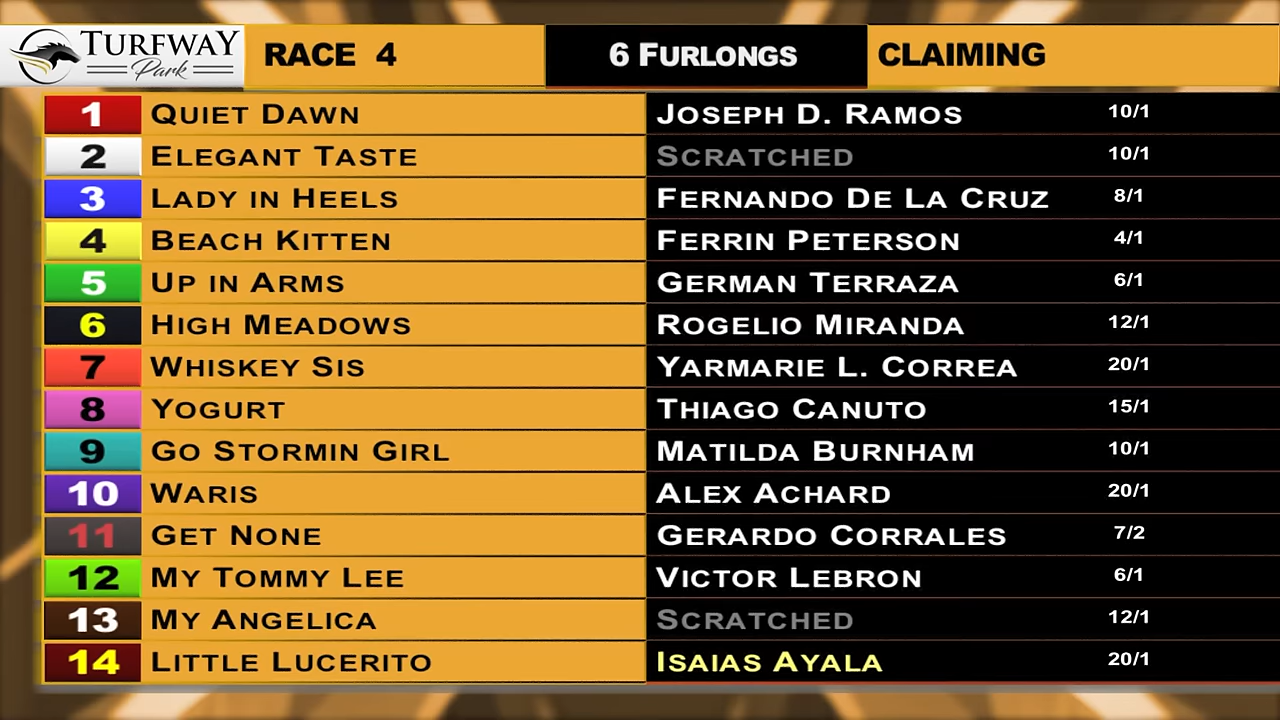 TURFWAY Park RACE 4 6 FURLONGS CLAIMING
1 QUIET DAWN JOSEPH D. RAMOS 10/1
2 ELEGANT TASTE SCRATCHED 10/1
3 LADY IN HEELS FERNANDO DE LA CRUZ 8/1
4 BEACH KITTEN FERRIN PETERSON 4/1
5 UP IN ARMS GERMAN TERRAZA 6/1
6 HIGH MEADOWS ROGELIO MIRANDA 12/1
7 WHISKEY SIS YARMARIE L. CORREA 20/1
8 YOGURT THIAGO CANUTO 15/1
9 GO STORMIN GIRL MATILDA BURNHAM 10/1
10 WARIS ALEX ACHARD 20/1
11 GET NONE GERARDO CORRALES 7/2
12 MY TOMMY LEE VICTOR LEBRON 6/1
13 MY ANGELICA SCRATCHED 12/1
14 LITTLE LUCERITO ISAIAS AYALA 20/1